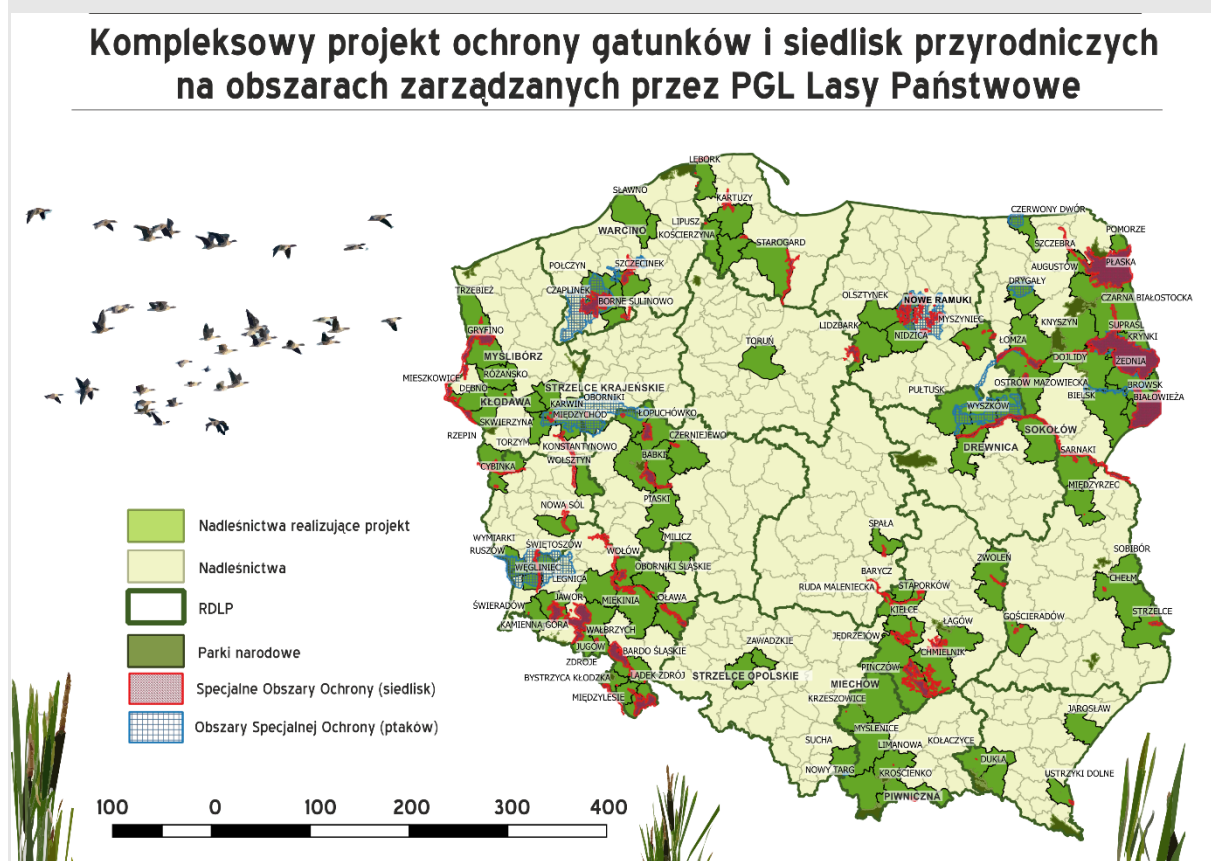 Kompleksowy projekt ochrony gatunków i siedlisk przyrodniczych
na obszarach zarządzanych przez PGL Lasy Państwowe
LĘBORK
SŁAWNO
KARTUZY
WARCINO
LIPUSZ
KOŚCIERZYNA
STAROGARD
CZERWONY DWÓR
SZCZEBRA
POMORZE
AUGUSTÓW
PŁASKA
POŁCZYN
SZCZECINEK
CZAPLINEK
BORNE SULINOWO
TRZEBIEŻ
GRYFINO
OLSZTYNEK
NOWE RAMUKI
DRYGAŁY
CZARNA BIAŁOSTOCKA
LIDZBARK
NIDZICA
MYSZYNIEC
KNYSZYN
SUPRAŚL
KRYNKI
ŁOMŻA
DOJLIDY
ŻEDNIA
TORUŃ
MYŚLIBÓRZ
RÓŻAŃSKO
MIESZKOWICE
DĘBNO
KŁODAWA
STRZELCE KRAJEŃSKIE
KARWIN
OBORNIKI
MIĘDZYCHÓD
ŁOPUCHÓWKO
SKWIERZYNA
PUŁTUSK
OSTRÓW MAZOWIECKA
BROWSK
BIELSK
BIAŁOWIEŻA
WYSZKÓW
RZEPIN
TORZYM
KONSTANTYNOWO
CZERNIEJEWO
WOLSZTYN
BABKI
CYBINKA
DREWNICA
SOKOŁÓW
SARNAKI
MIĘDZYRZEC
PIASKI
NOWA SÓL
Nadleśnictwa realizujące projekt
WYMIARKI
RUSZÓW
ŚWIĘTOSZÓW
MILICZ
SPAŁA
WĘGLINIEC
WOŁÓW
OBORNIKI ŚLĄSKIE
ZWOLEŃ
SOBIBÓR
Nadleśnictwa
LEGNICA
BARYCZ
CHEŁM
RUDA MALENIECKA
STAPORKÓW
ŚWIERADÓW
JAWOR
MIĘKINIA
OŁAWA
KIELCE
GOŚCIERADÓW
STRZELCE
RDLP
KAMIENNA GÓRA
WAŁBRZYCH
ŁAGÓW
JUGÓW
ZAWADZKIE
JĘDRZEJÓW
CHMIELNIK
Parki narodowe
ZDROJE
BARDO ŚLĄSKIE
PIŃCZÓW
BYSTRZYCA KŁODZKA
LĄDEK ZDRÓJ
STRZELCE OPOLSKIE
MIECHÓW
Specjalne Obszary Ochrony (siedlisk)
MIĘDZYLESIE
KRZESZOWICE
JAROSŁAW
Obszary Specjalnej Ochrony (ptaków)
MYŚLENICE
SUCHA
LIMANOWA
KOŁACZYCE
NOWY TARG
KROŚCIENKO
DUKLA
USTRZYKI DOLNE
PIWNICZNA
100 0 100 200 300 400